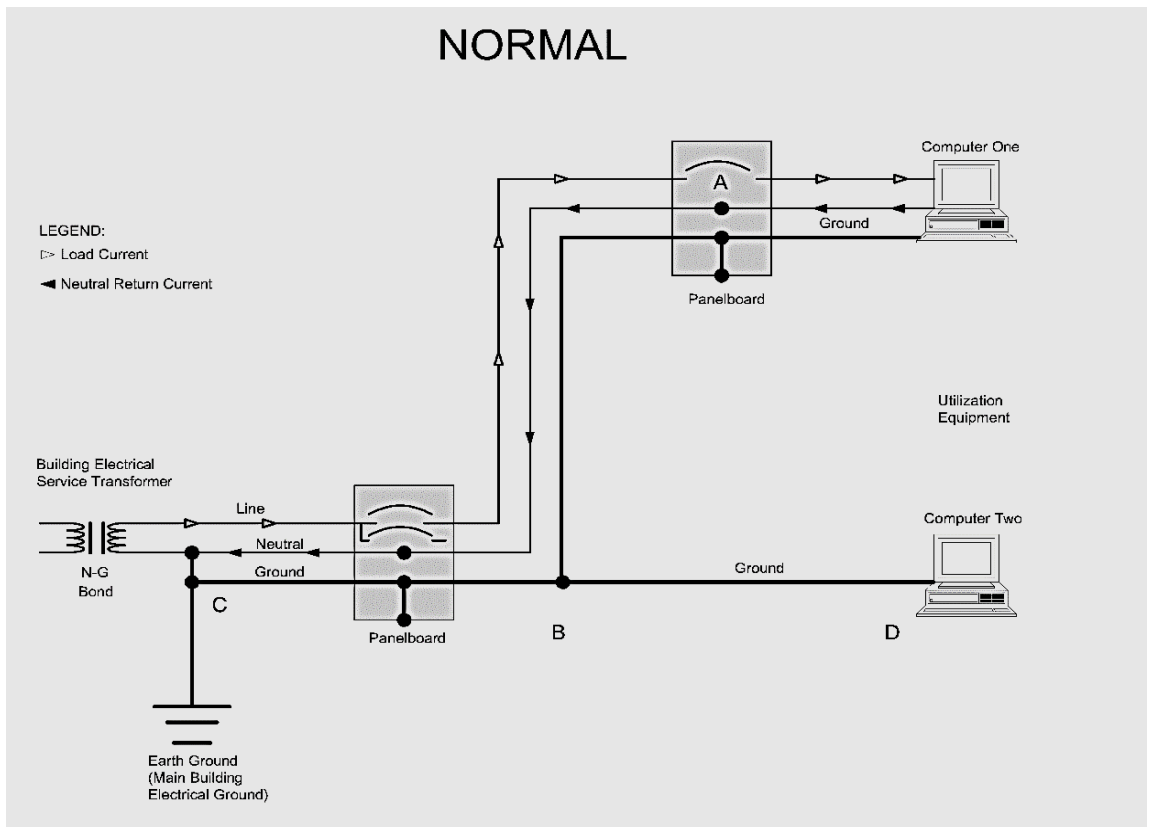 NORMAL
Computer One
A
Ground
Panelboard
LEGEND:
Load Current
Neutral Return Current
Utilization
Equipment
Building Electrical
Service Transformer
Line
Neutral
Ground
N-G
Bond
C
Panelboard
B
Ground
Computer Two
D
Earth Ground
(Main Building
Electrical Ground)